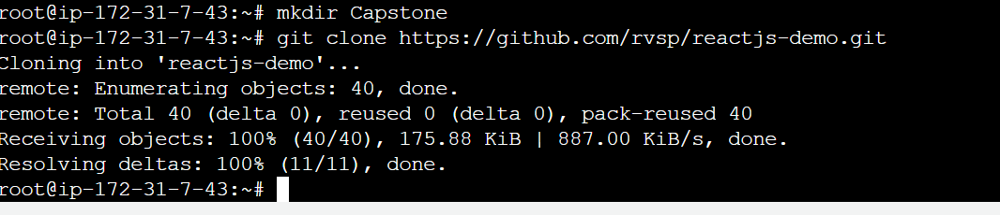 root@ip-172-31-7-43:~# mkdir Capstone
root@ip-172-31-7-43:~# git clone https://github.com/rvsp/reactjs-demo.git
Cloning into 'reactjs-demo'...
remote: Enumerating objects: 40, done.
remote: Total 40 (delta 0), reused 0 (delta 0), pack-reused 40
Receiving objects: 100% (40/40), 175.88 KiB | 887.00 KiB/s, done.
Resolving deltas: 100% (11/11), done.
root@ip-172-31-7-43:~#